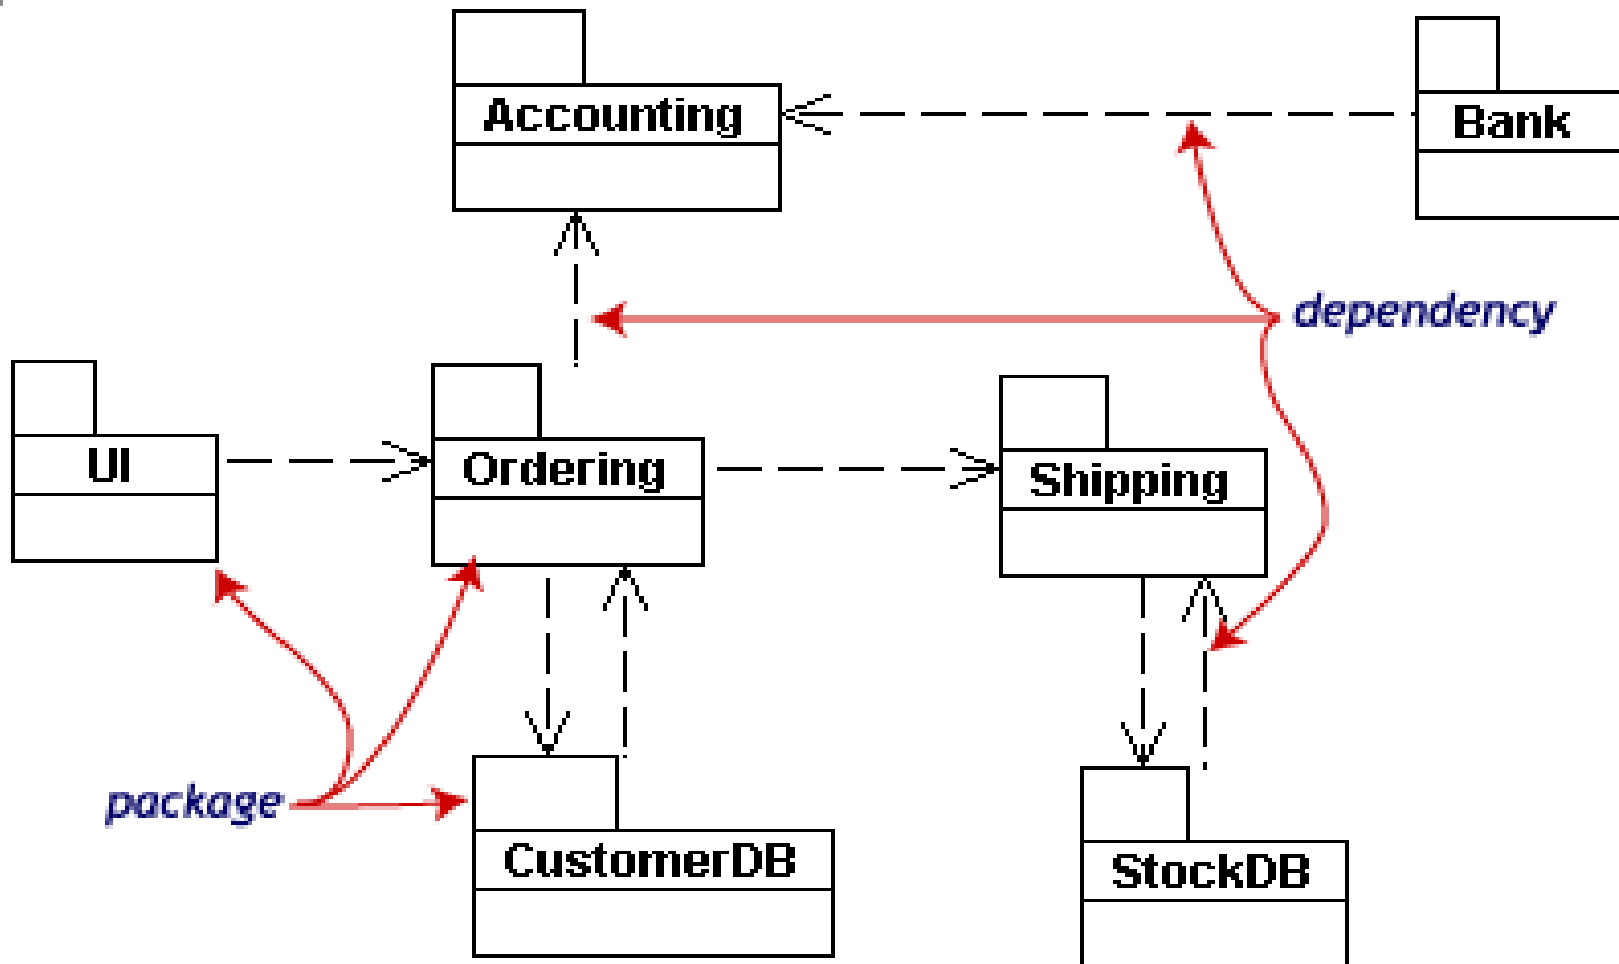 Accounting
Bank
dependency
UI
Ordering
Shipping
package
CustomerDB
StockDB